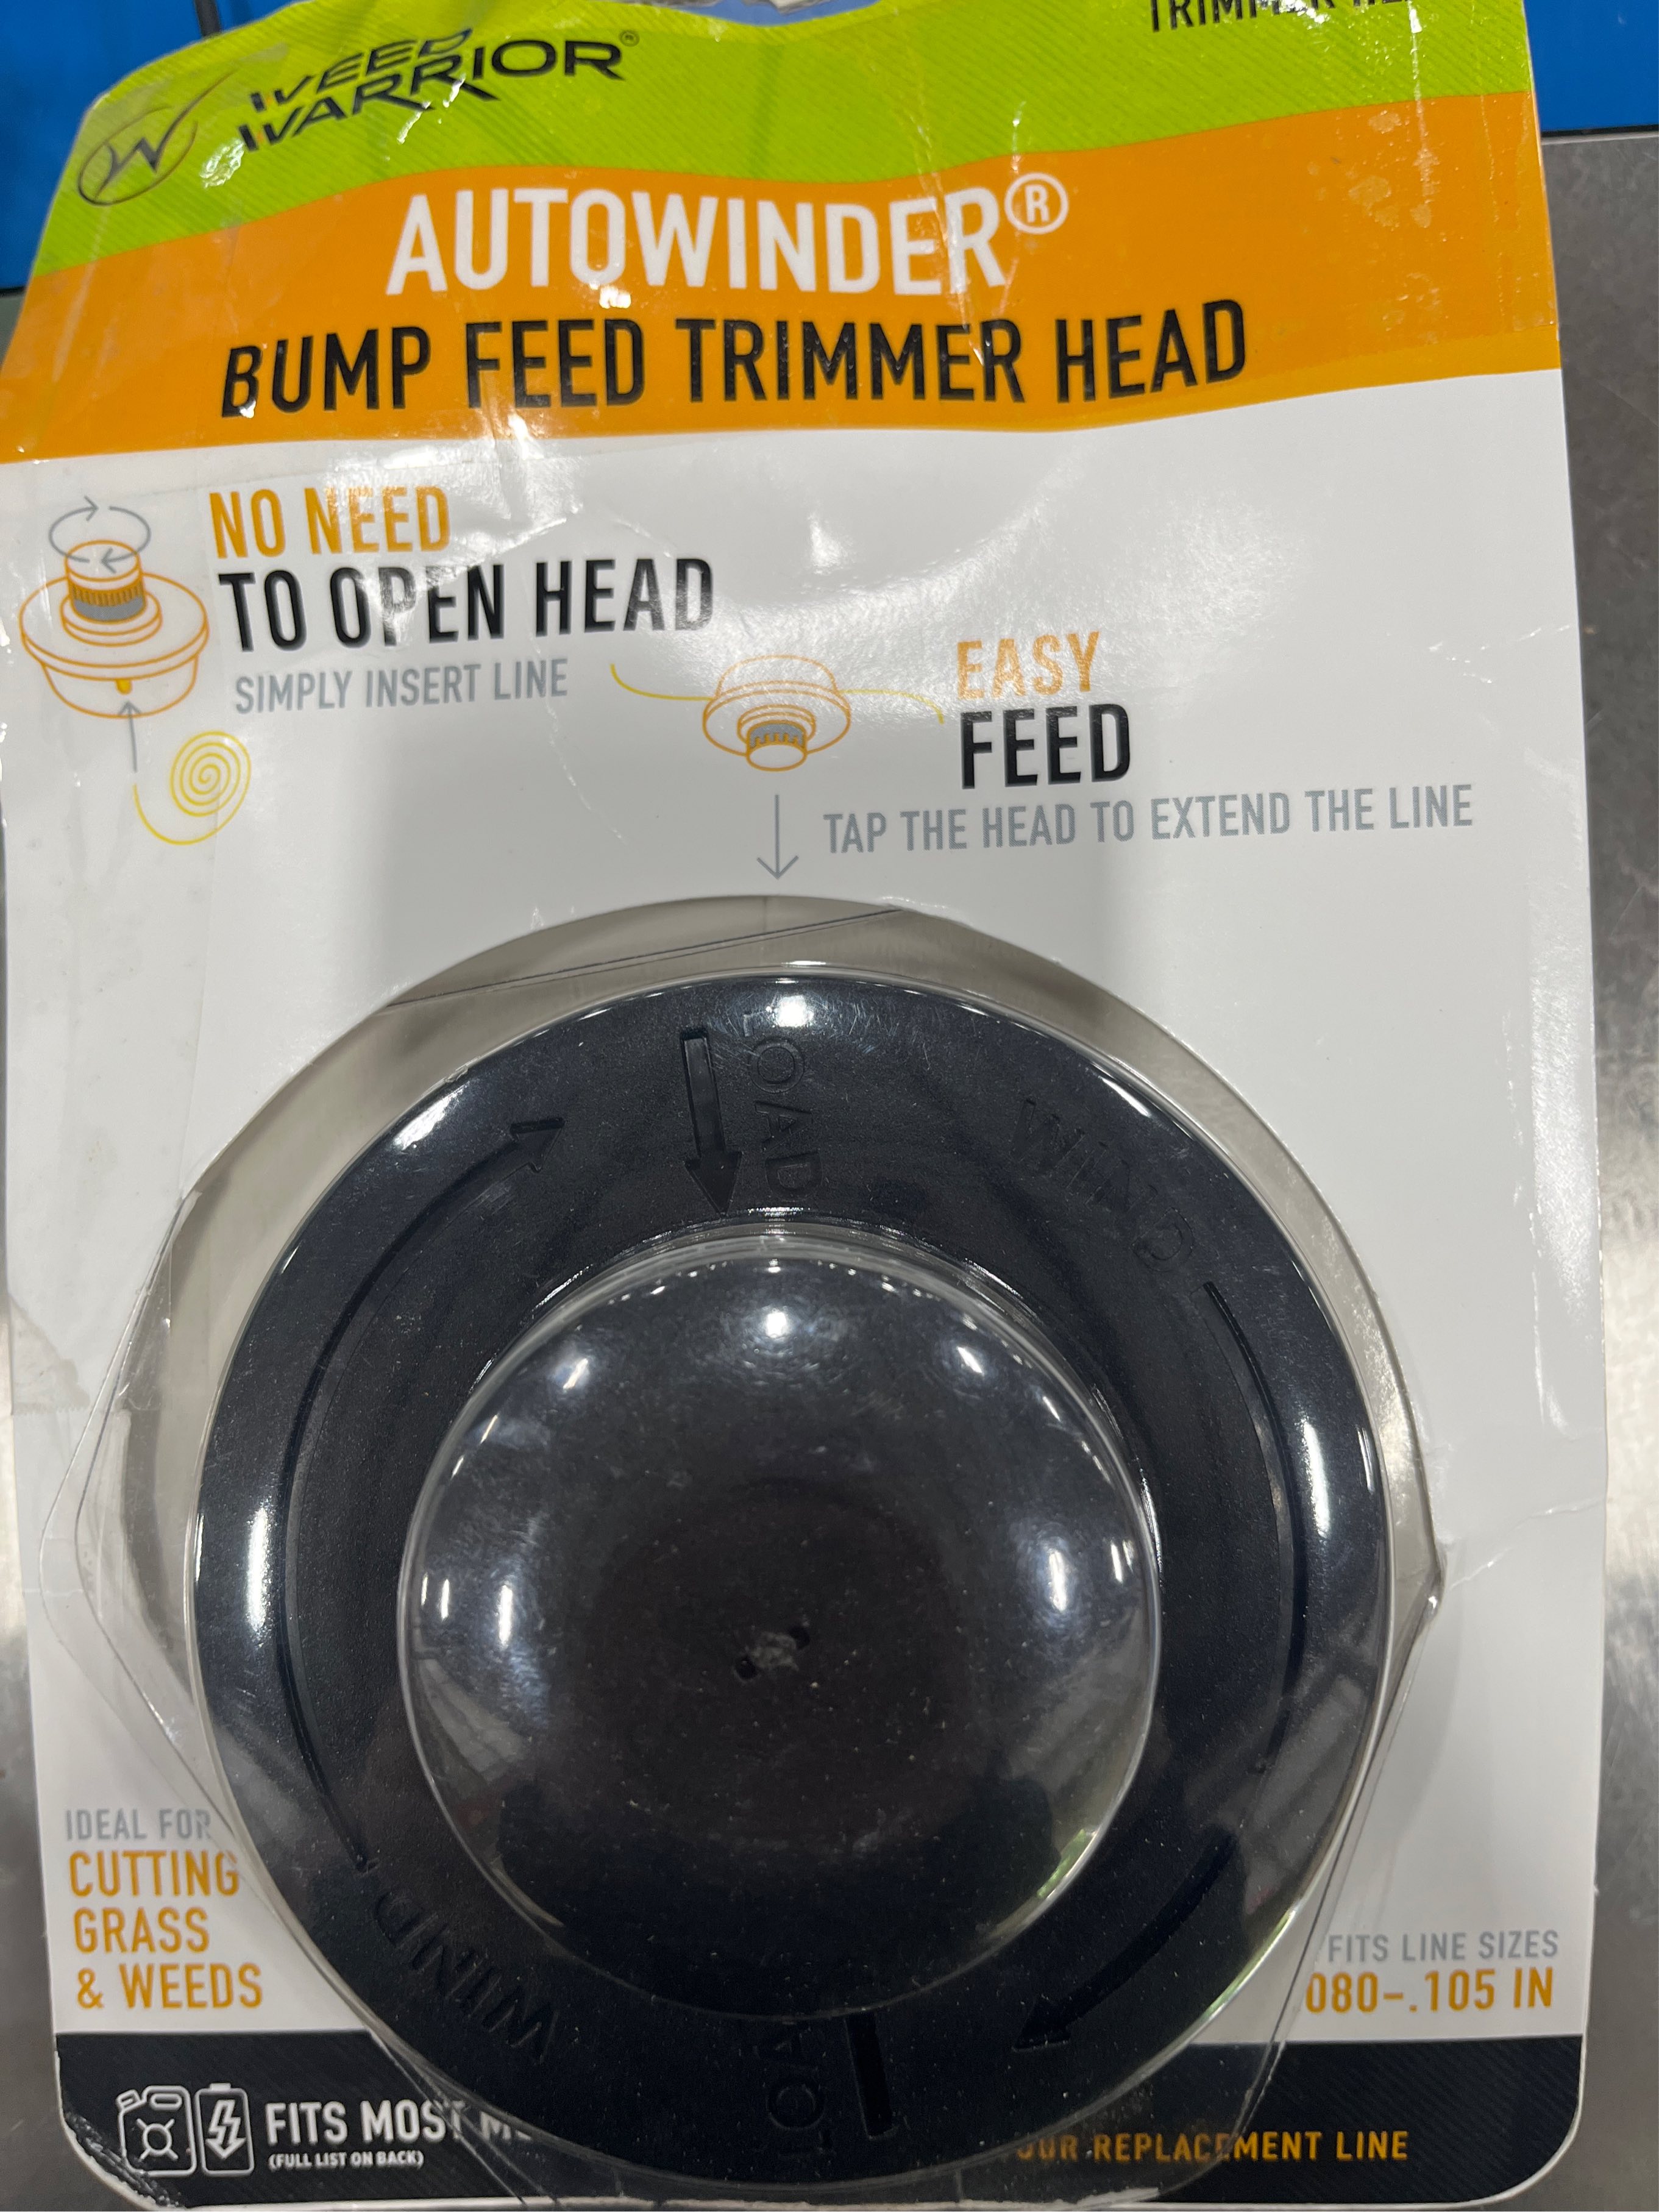 WEED
WARRIOR®
AUTOWINDER®
BUMP FEED TRIMMER HEAD
NO NEED
TO OPEN HEAD
SIMPLY INSERT LINE
EASY
FEED
TAP THE HEAD TO EXTEND THE LINE
LOAD
WIND
WIND
IDEAL FOR
CUTTING
GRASS
& WEEDS
FITS LINE SIZES
080-.105 IN
FITS MOST
(FULL LIST ON BACK)
REPLACEMENT LINE